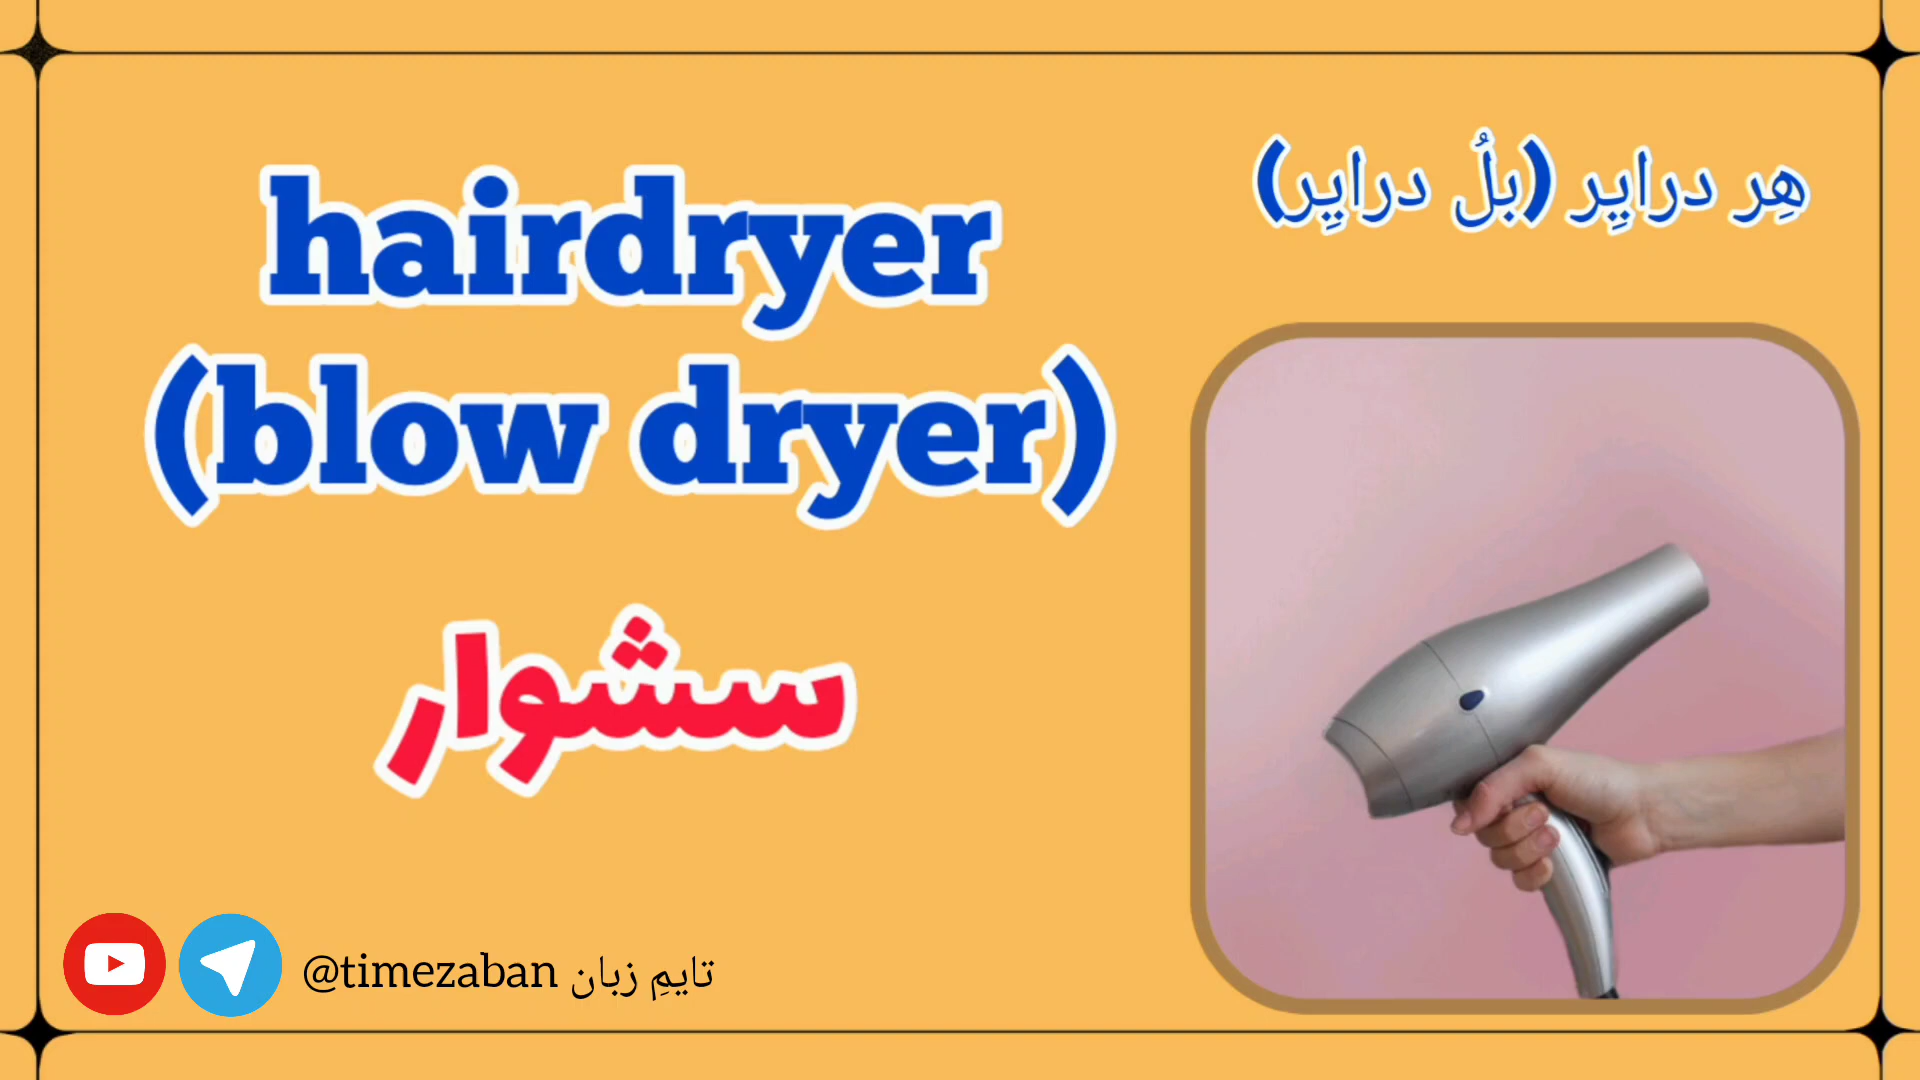 hairdryer
(blow dryer)
سشوار
هِر درایِر (بلُ درایِر)
@timezaban تایمِ زبان